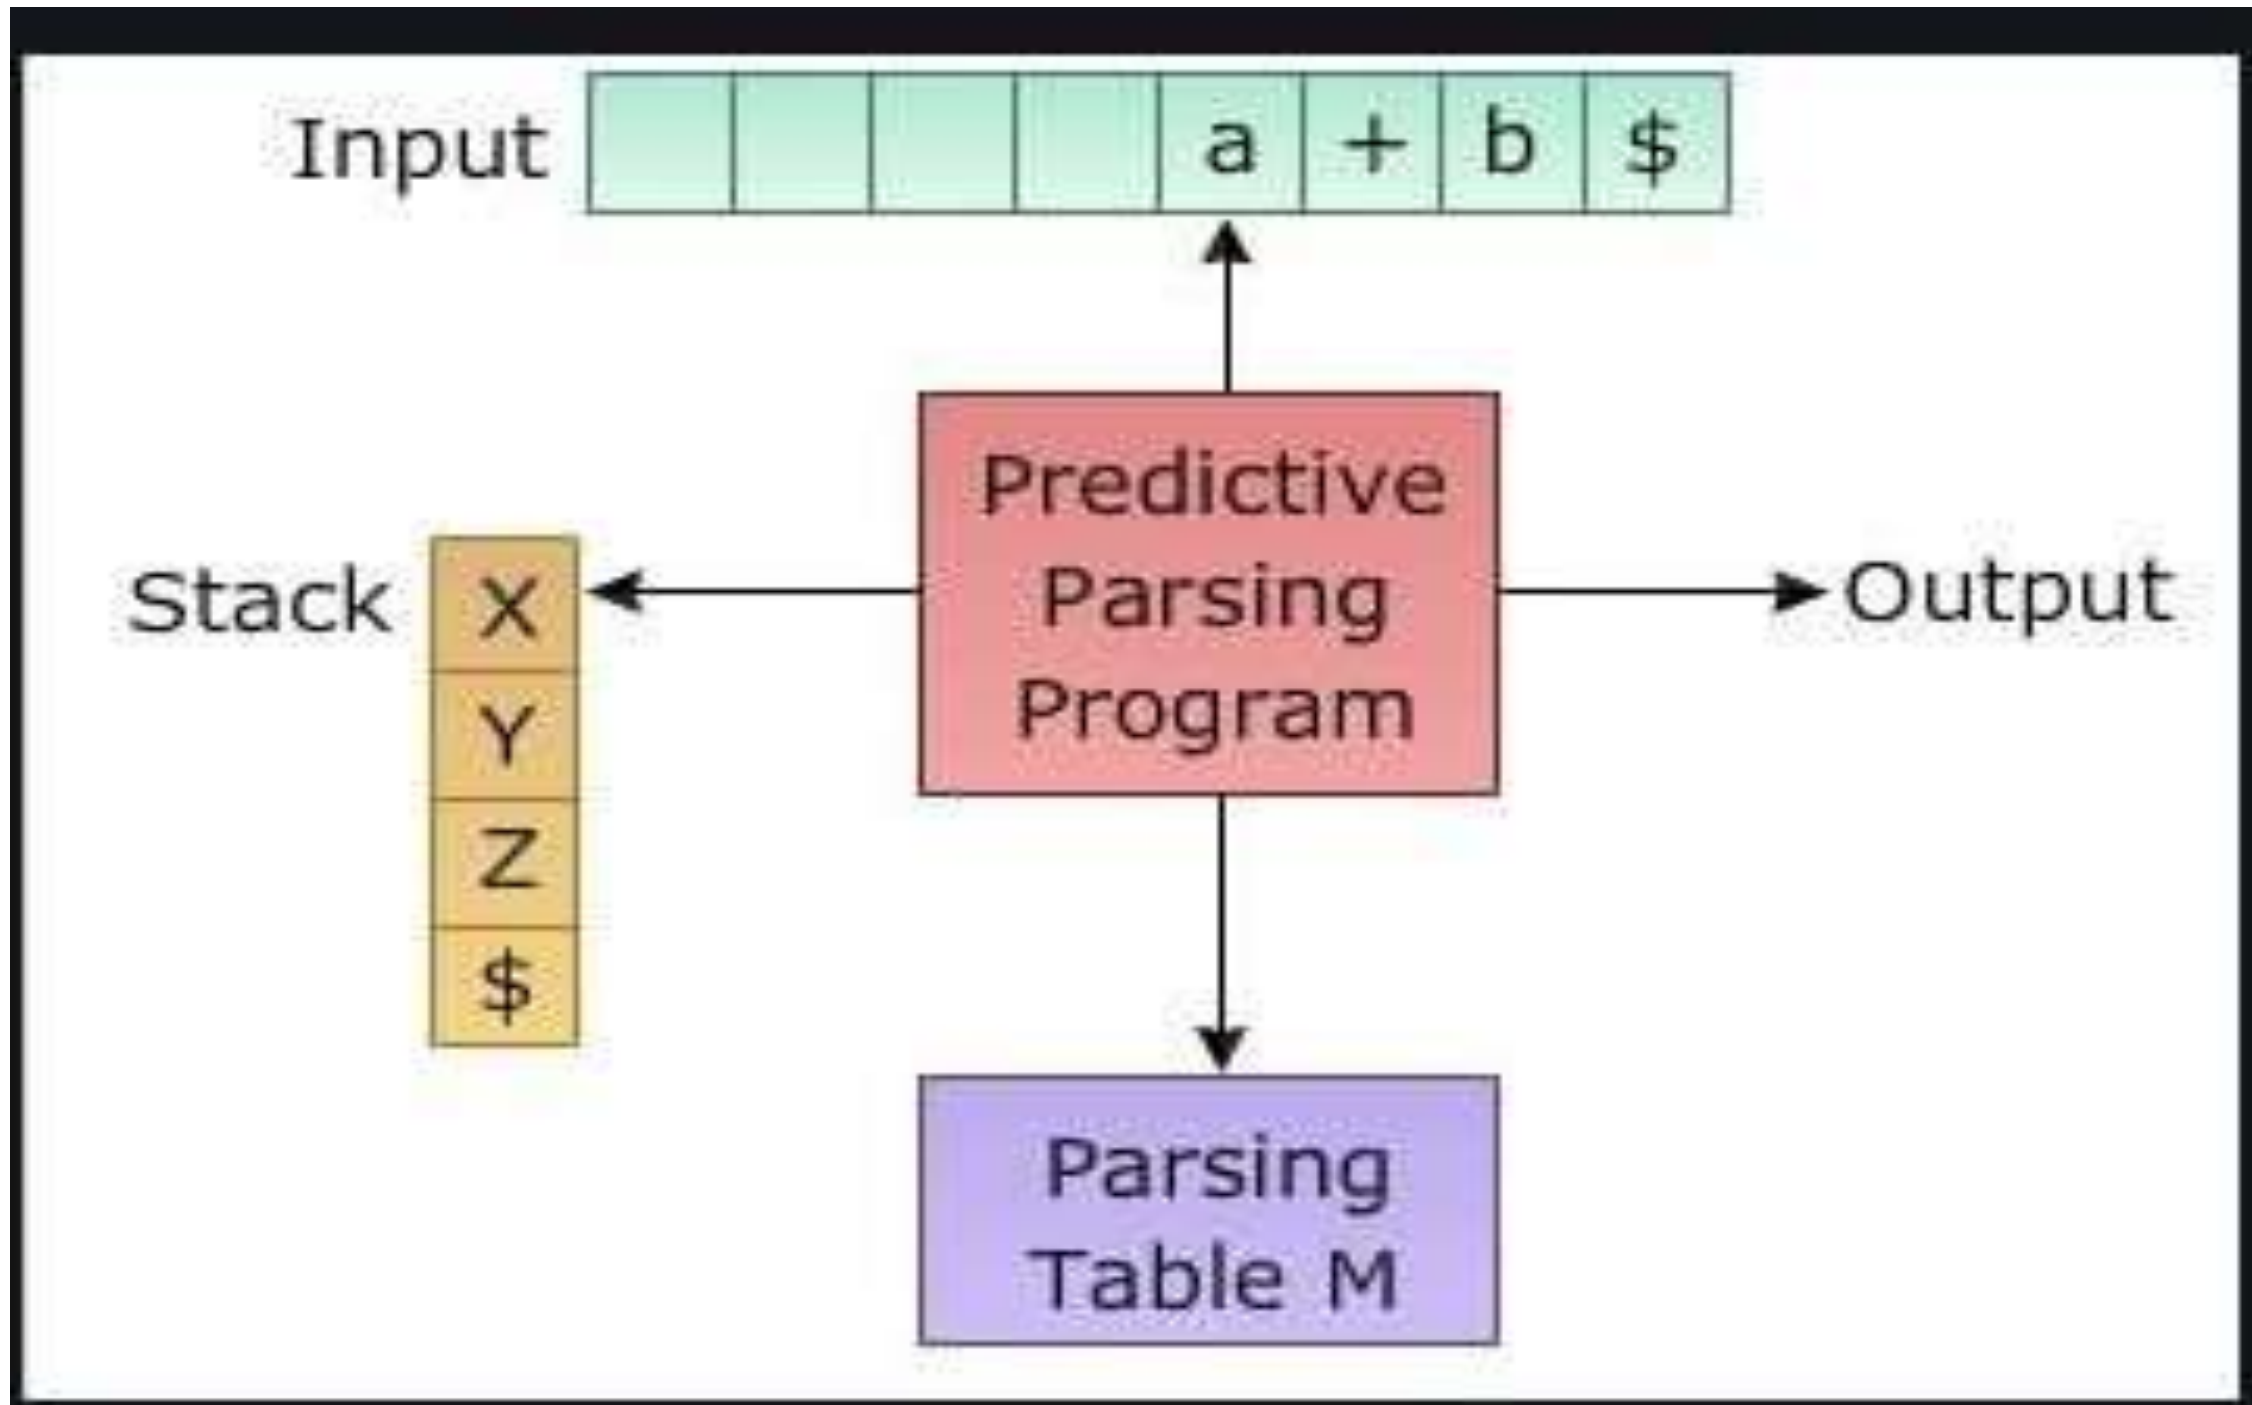 Input a + b $
Predictive
Parsing
Program
Stack X
Y
Z
$
Output
Parsing
Table M